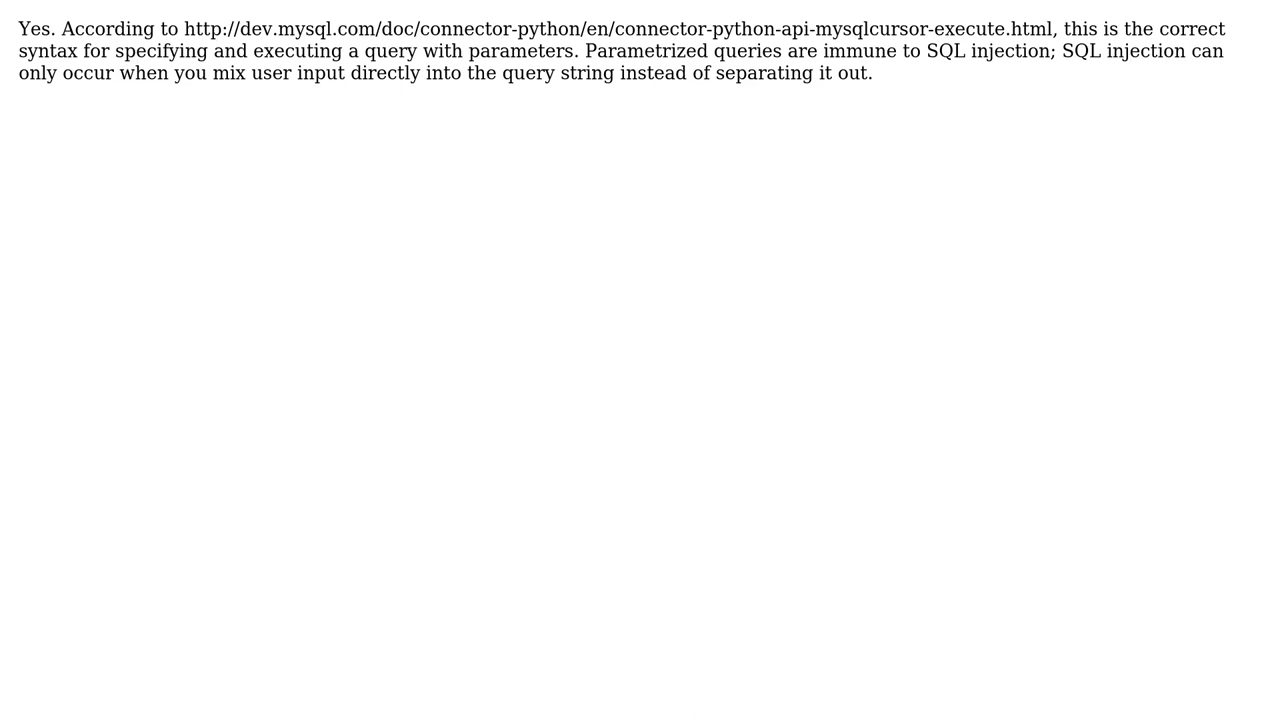 Yes. According to http://dev.mysql.com/doc/connector-python/en/connector-python-api-mysqlcursor-execute.html, this is the correct
syntax for specifying and executing a query with parameters. Parametrized queries are immune to SQL injection; SQL injection can
only occur when you mix user input directly into the query string instead of separating it out.